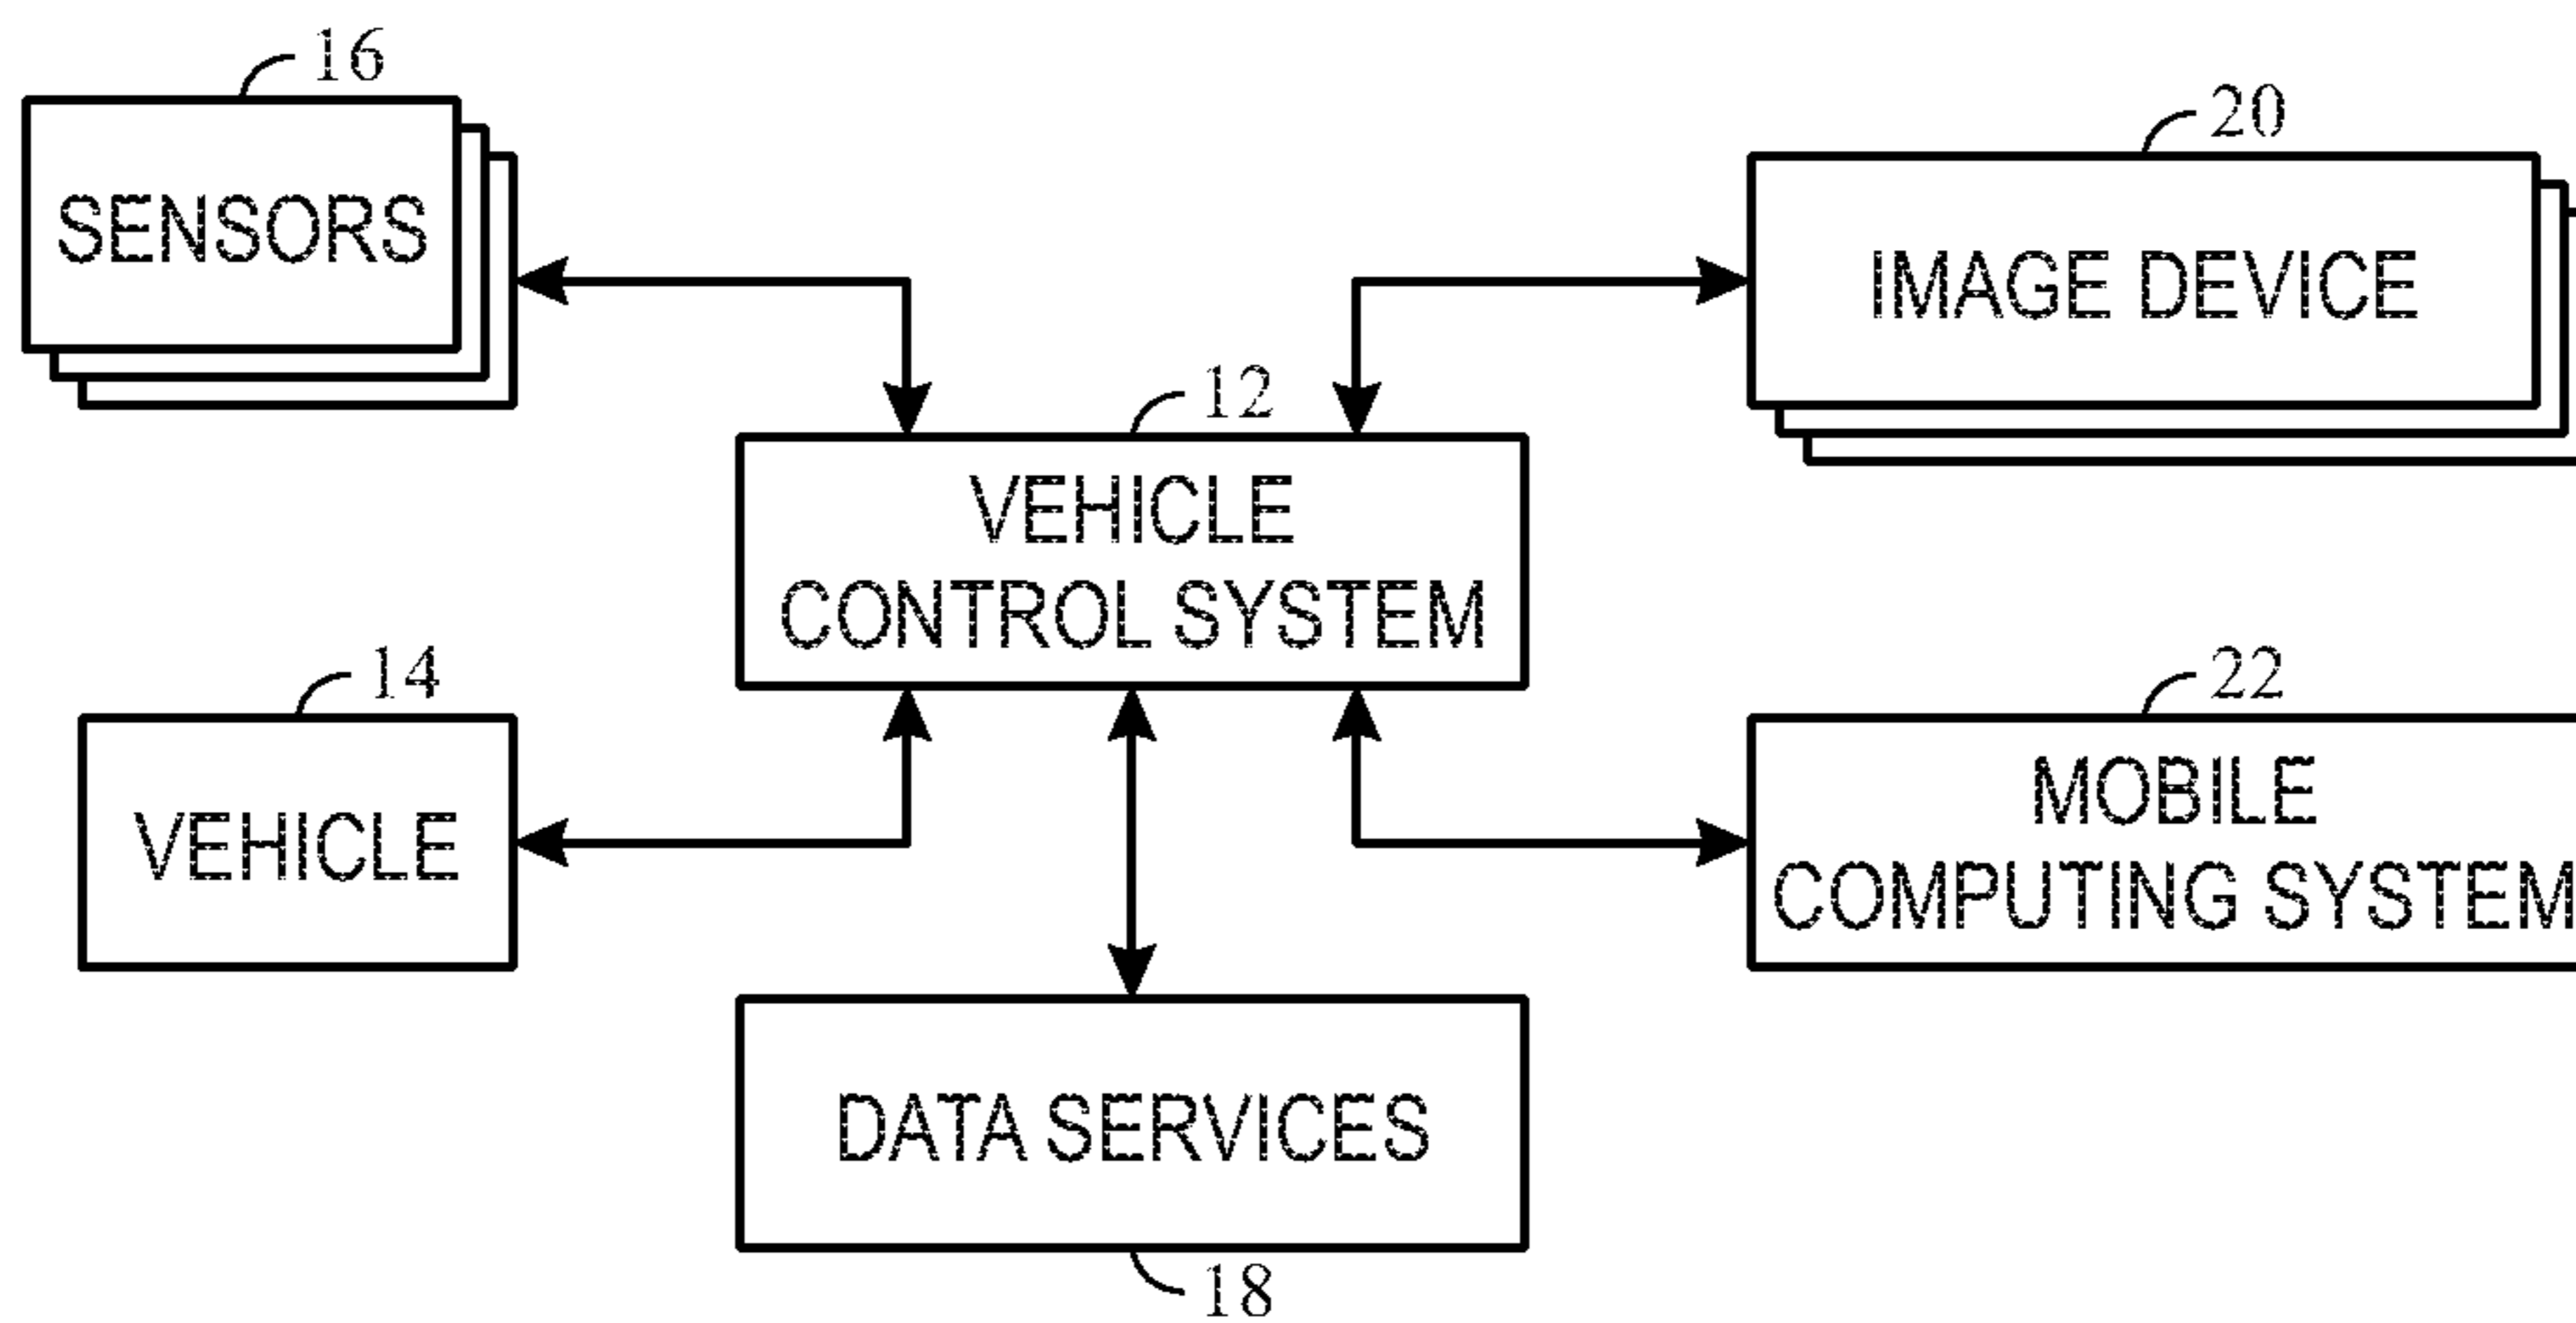 16
SENSORS
20
IMAGE DEVICE
12
VEHICLE
CONTROL SYSTEM
14
VEHICLE
22
MOBILE
COMPUTING SYSTEM
DATA SERVICES
18